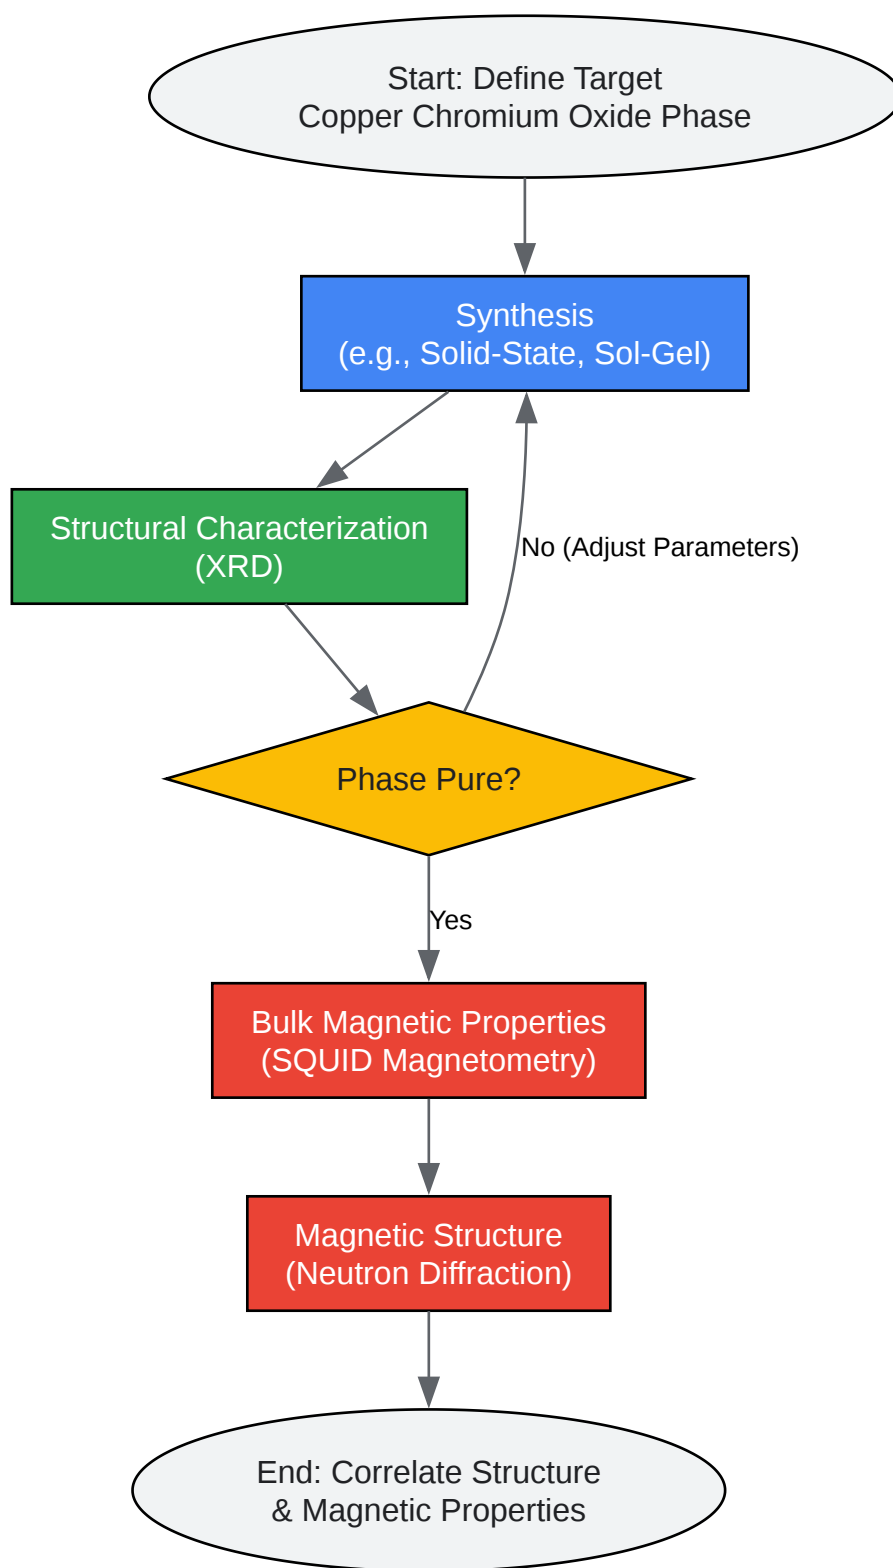 Start: Define Target
Copper Chromium Oxide Phase
Synthesis
(e.g., Solid-State, Sol-Gel)
Structural Characterization
(XRD)
No (Adjust Parameters)
Phase Pure?
Yes
Bulk Magnetic Properties
(SQUID Magnetometry)
Magnetic Structure
(Neutron Diffraction)
End: Correlate Structure
& Magnetic Properties